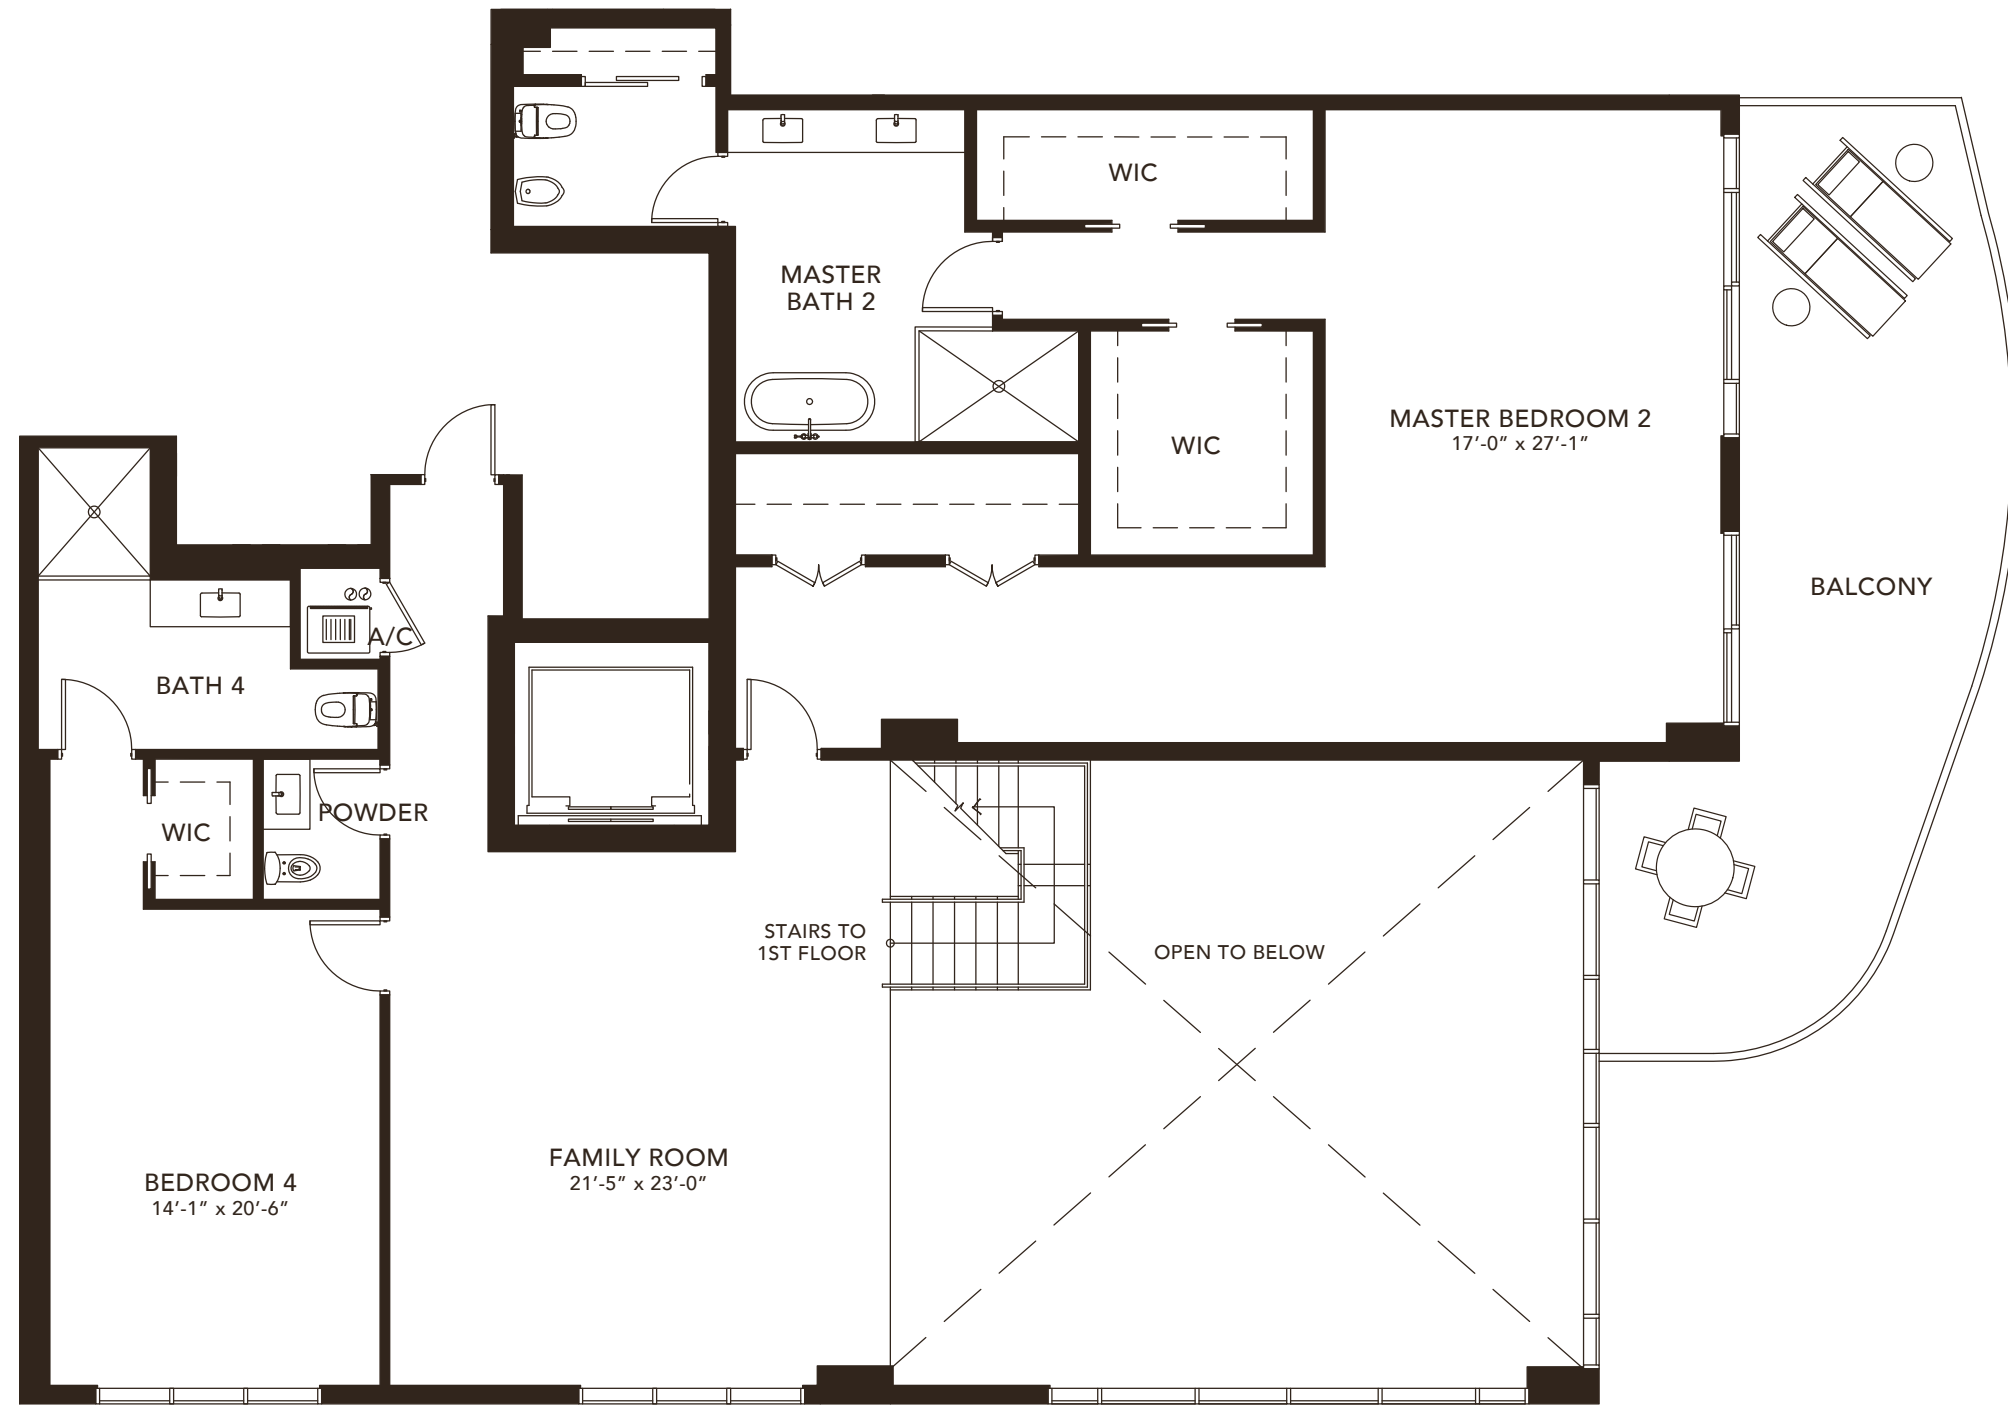 WIC
MASTER
BATH 2
MASTER BEDROOM 2
17'-0" x 27'-1"
WIC
BALCONY
A/C
BATH 4
POWDER
WIC
STAIRS TO
1ST FLOOR
OPEN TO BELOW
FAMILY ROOM
21'-5" x 23'-0"
BEDROOM 4
14'-1" x 20'-6"